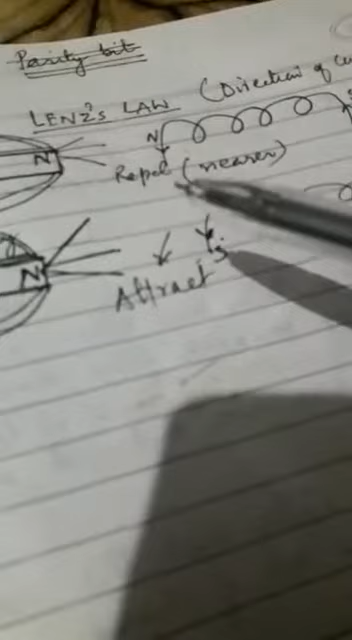 Parity bit
LENZ'S LAW (Direction of
N
N Repel (nearer)
S
N Attract